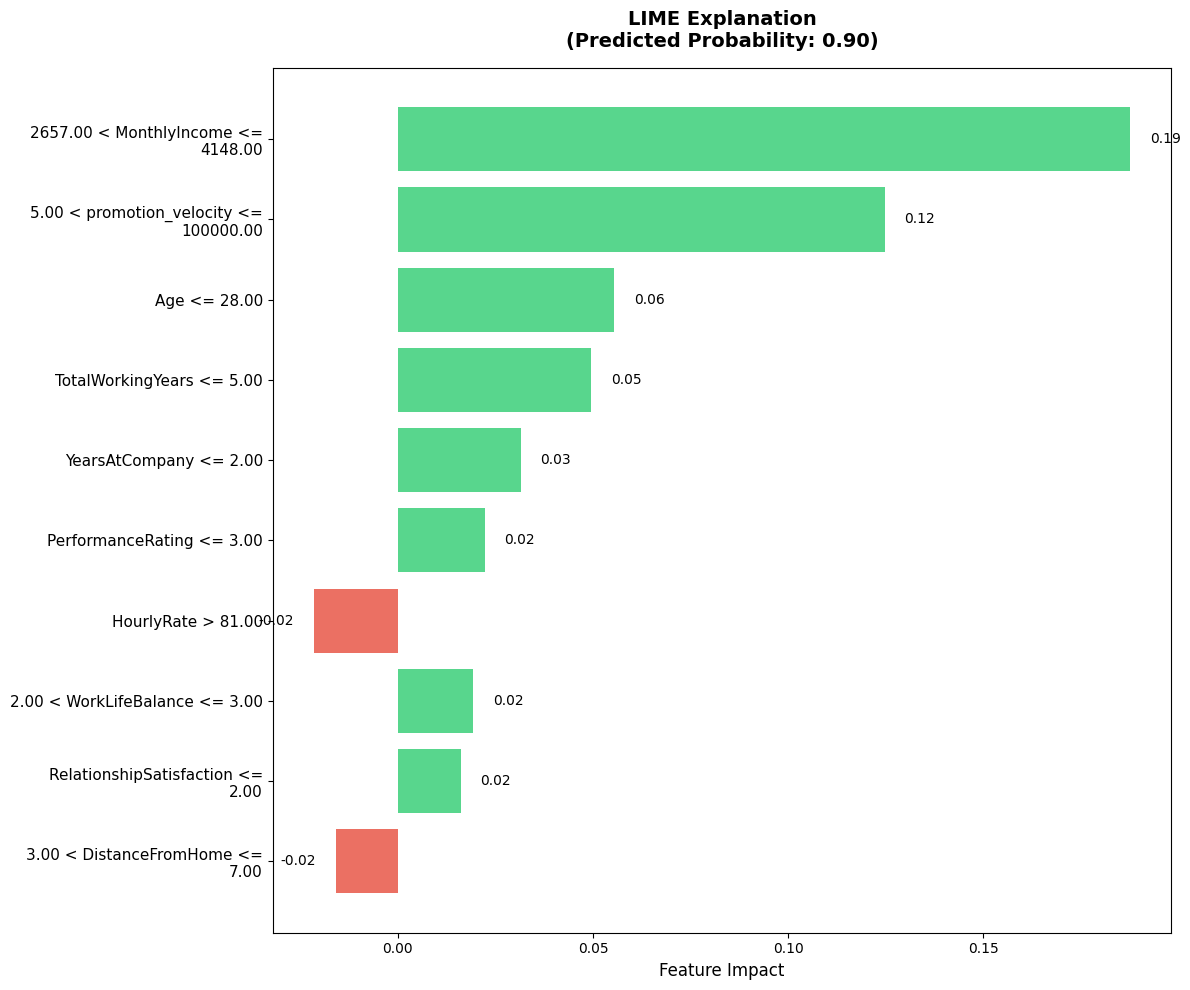 LIME Explanation
(Predicted Probability: 0.90)
2657.00 < MonthlyIncome <=
4148.00
0.19
5.00 < promotion_velocity <=
100000.00
0.12
Age <= 28.00
0.06
TotalWorkingYears <= 5.00
0.05
YearsAtCompany <= 2.00
0.03
PerformanceRating <= 3.00
0.02
HourlyRate > 81.00
-0.02
2.00 < WorkLifeBalance <= 3.00
0.02
RelationshipSatisfaction <=
2.00
0.02
3.00 < DistanceFromHome <=
7.00
-0.02
0.00 0.05 0.10 0.15
Feature Impact